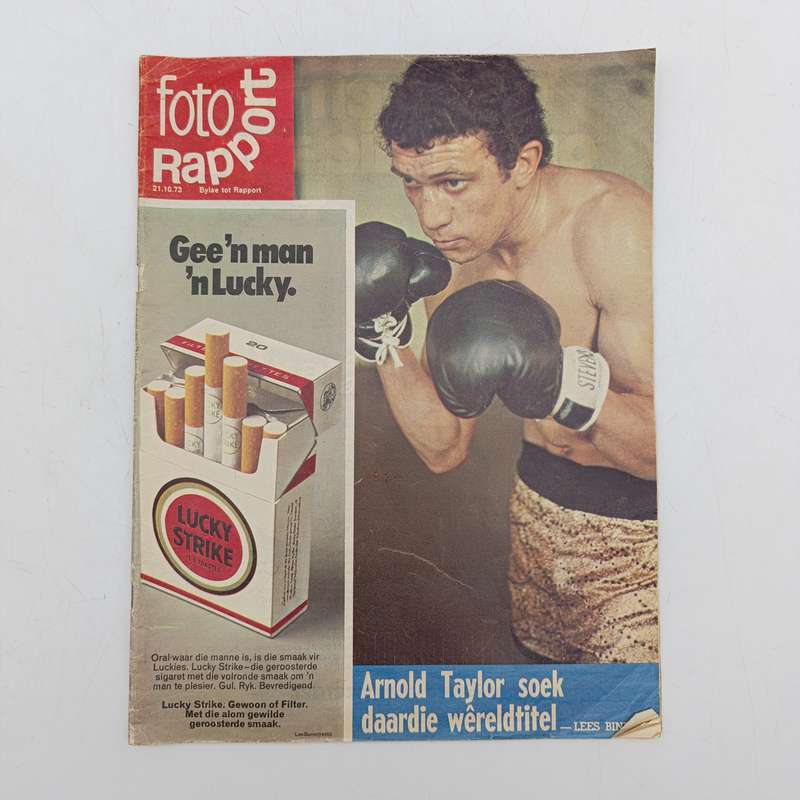 foto
Rapport
21.10.73 Bylae tot Rapport
Gee 'n man
'n Lucky.
20
FILTER CIGARETTES
LUCKY
STRIKE
Oral waar die manne is, is die smaak vir
Luckies. Lucky Strike – die geroosterde
sigaret met die volronde smaak om 'n
man te plesier. Gul. Ryk. Bevredigend.
Lucky Strike. Gewoon of Filter.
Met die alom gewilde
geroosterde smaak.
Arnold Taylor soek
daardie wêreldtitel — LEES BIN